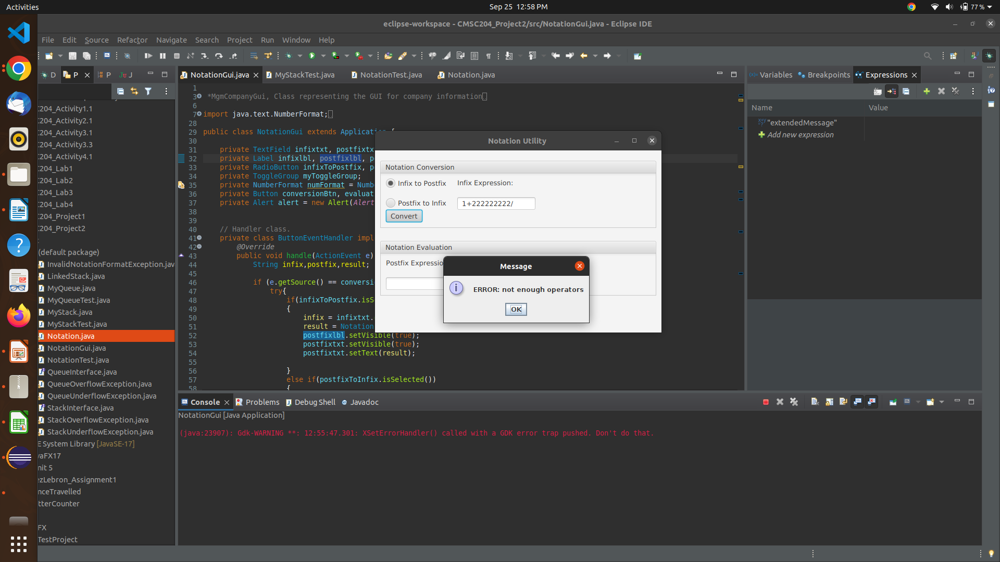 Activities
Sep 25 12:58 PM
77 %
eclipse-workspace - CMSC204_Project2/src/NotationGui.java - Eclipse IDE
File Edit Source Refactor Navigate Search Project Run Window Help
D P P J
NotationGui.java MyStackTest.java NotationTest.java Notation.java
Variables Breakpoints Expressions
Name Value
"extendedMessage"
Add new expression
C204_Activity1.1
C204_Activity2.1
C204_Activity3.1
C204_Activity3.3
C204_Activity4.1
C204_Lab1
C204_Lab2
C204_Lab3
C204_Lab4
C204_Project1
C204_Project2
(default package)
InvalidNotationFormatException.jav
LinkedStack.java
MyQueue.java
MyQueueTest.java
MyStack.java
MyStackTest.java
Notation.java
NotationGui.java
NotationTest.java
QueueInterface.java
QueueOverflowException.java
QueueUnderflowException.java
StackInterface.java
StackOverflowException.java
StackUnderflowException.java
E System Library [JavaSE-17]
vaFX17
nit 5
ezLebron_Assignment1
nceTravelled
tterCounter
FX
TestProject
1
3 *MgmCompanyGui, Class representing the GUI for company information
6
7 import java.text.NumberFormat;
28
29 public class NotationGui extends Application {
30
31 private TextField infixtxt, postfixtx
32 private Label infixlbl, postfixlbl, p
33 private RadioButton infixToPostfix, p
34 private ToggleGroup myToggleGroup;
35 private NumberFormat numFormat = Numb
36 private Button conversionBtn, evaluat
37 private Alert alert = new Alert(Alert
38
39
40 // Handler class.
41 private class ButtonEventHandler impl
42 @Override
43 public void handle(ActionEvent e)
44 String infix,postfix,result;
45
46 if (e.getSource() == conversi
47 try{
48 if(infixToPostfix.isS
49 {
50 infix = infixtxt.
51 result = Notation
52 postfixlbl.setVisible(true);
53 postfixtxt.setVisible(true);
54 postfixtxt.setText(result);
55
56 }
57 else if(postfixToInfix.isSelected())
58 {
Notation Utility
Notation Conversion
Infix to Postfix Infix Expression:
Postfix to Infix 1+222222222/
Convert
Notation Evaluation
Postfix Expressio
Message
ERROR: not enough operators
OK
Console Problems Debug Shell Javadoc
NotationGui [Java Application]
(java:23907): Gdk-WARNING **: 12:55:47.301: XSetErrorHandler() called with a GDK error trap pushed. Don't do that.